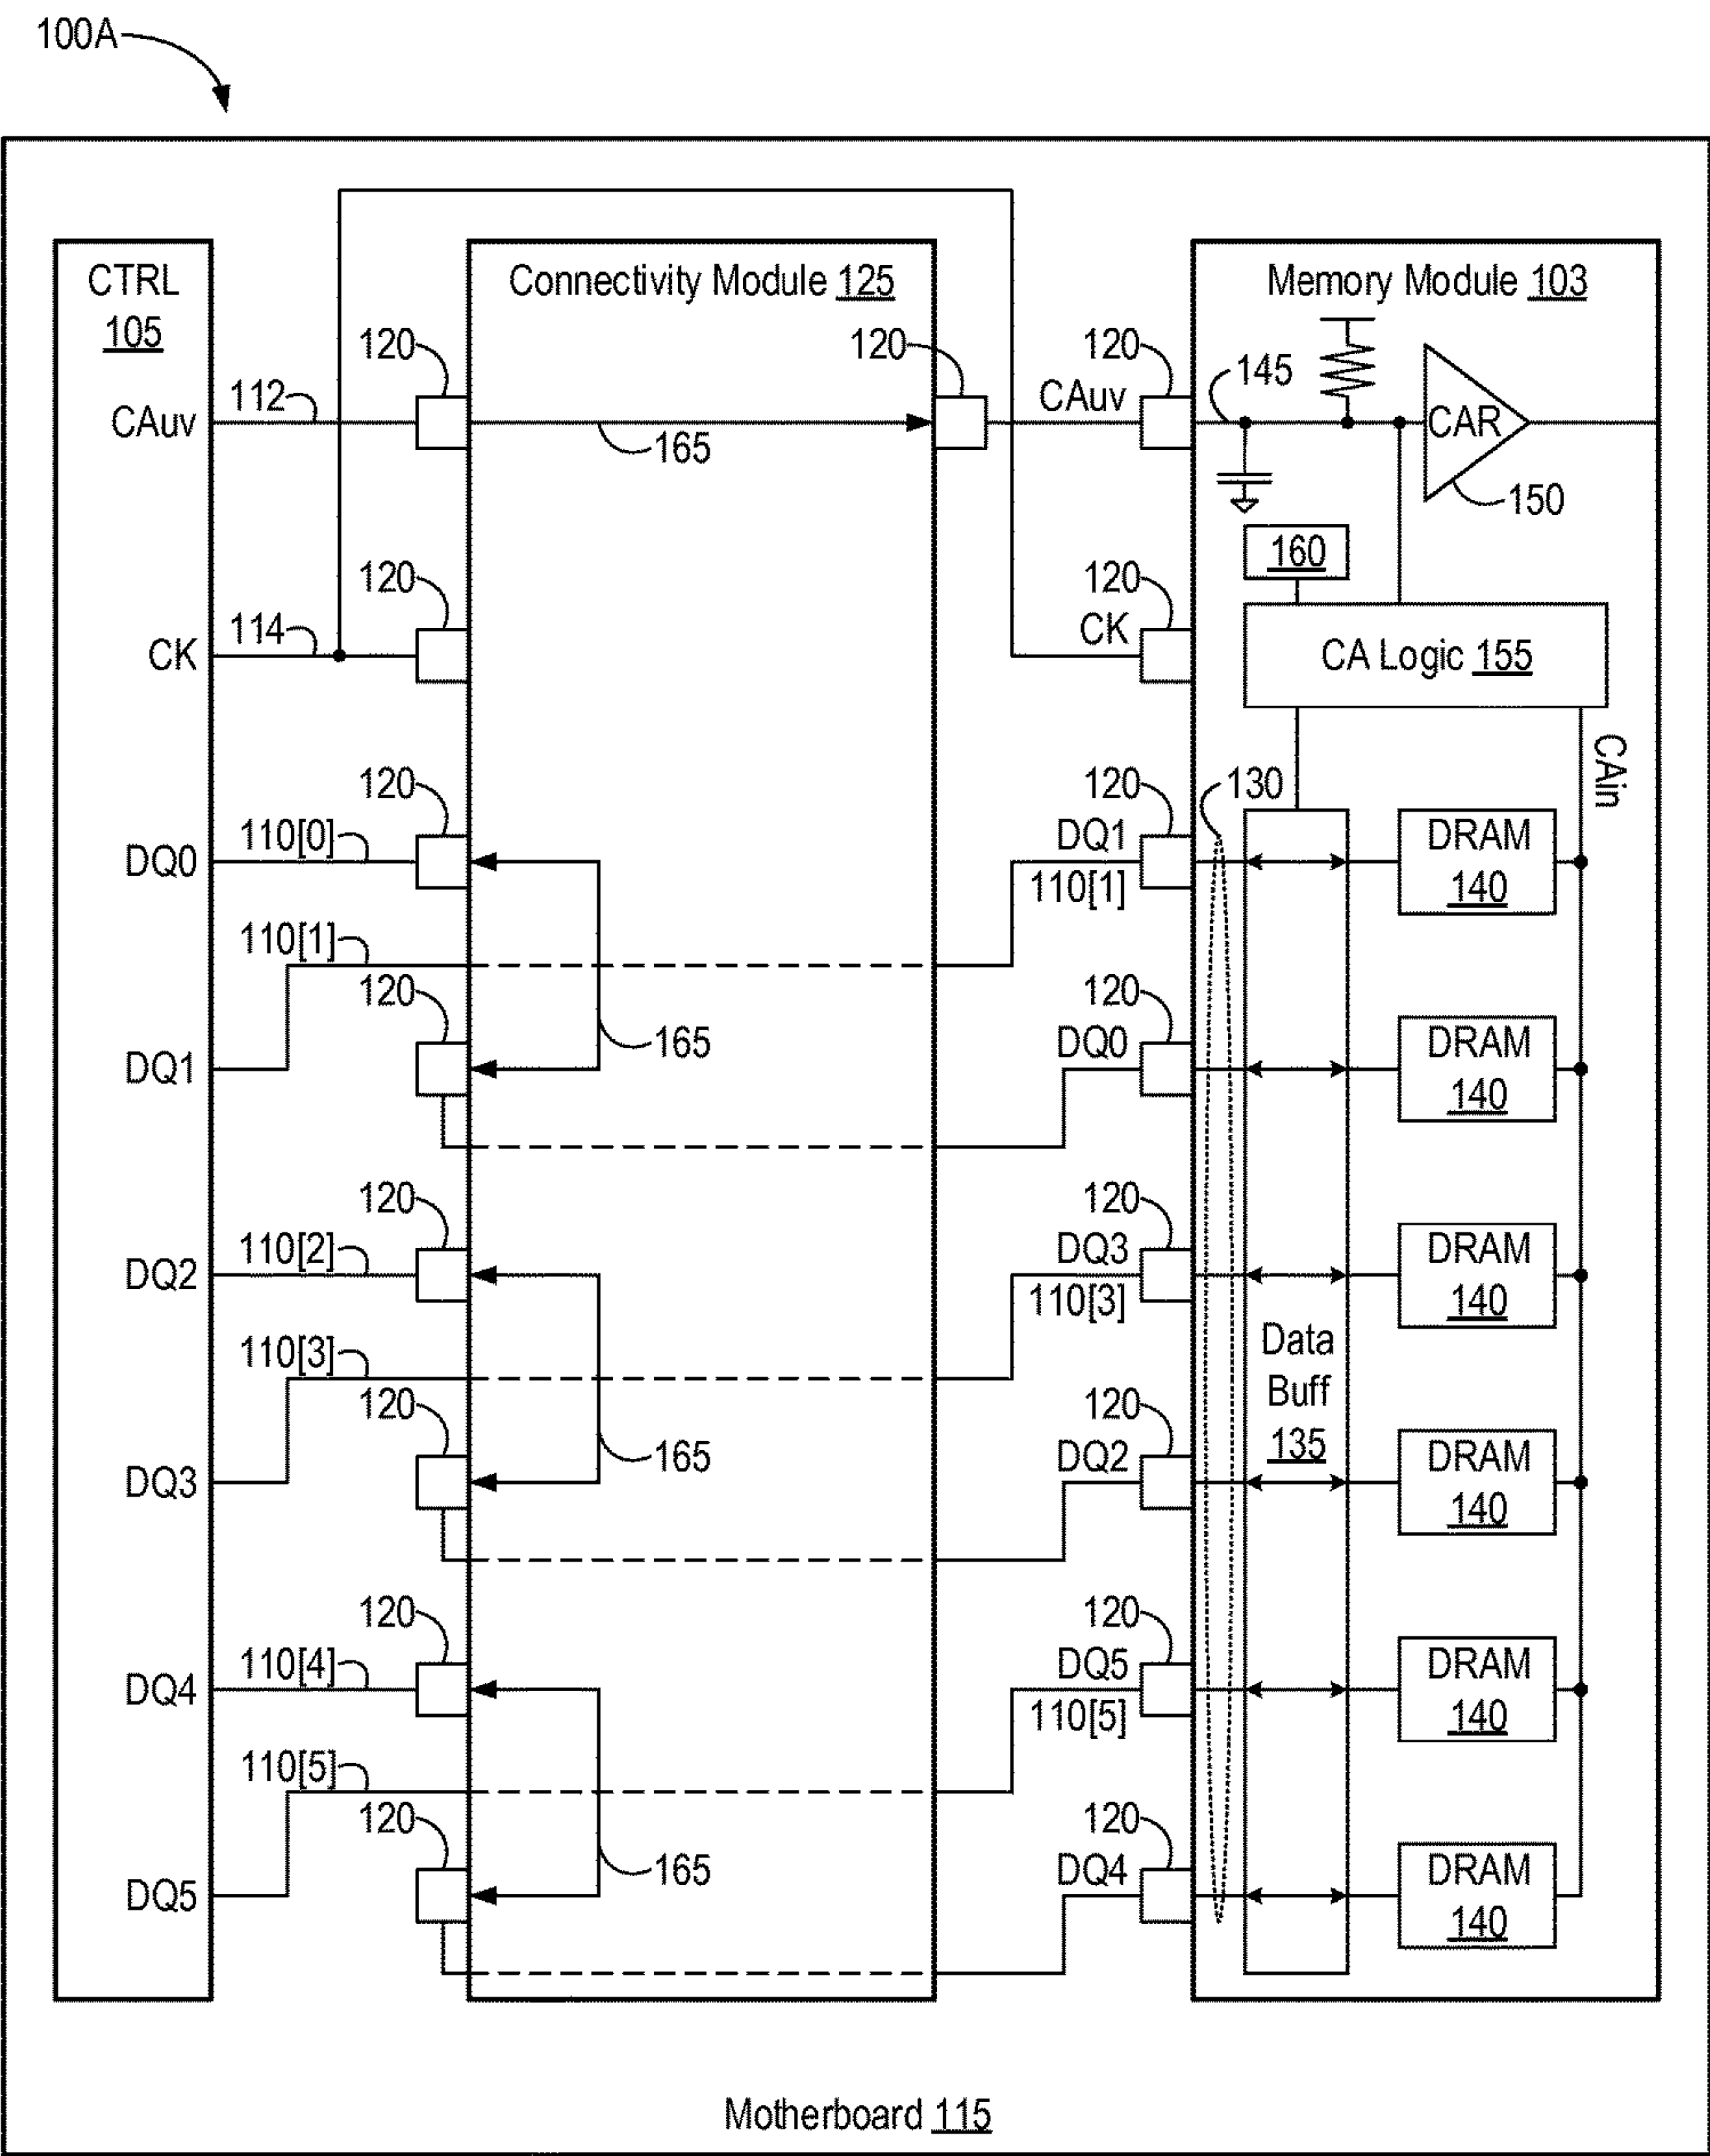 100A
CTRL
105
Connectivity Module 125
Memory Module 103
120
120
120
CAuv
112
165
CAuv
145
CAR
150
160
120
120
CK
114
CK
CA Logic 155
CAin
120
120
130
DQ0
110[0]
DQ1
110[1]
DRAM
140
110[1]
120
120
DQ1
165
DQ0
DRAM
140
120
120
DQ2
110[2]
DQ3
110[3]
DRAM
140
110[3]
Data
Buff
135
120
120
DQ3
165
DQ2
DRAM
140
120
120
DQ4
110[4]
DQ5
110[5]
DRAM
140
110[5]
120
120
DQ5
165
DQ4
DRAM
140
Motherboard 115